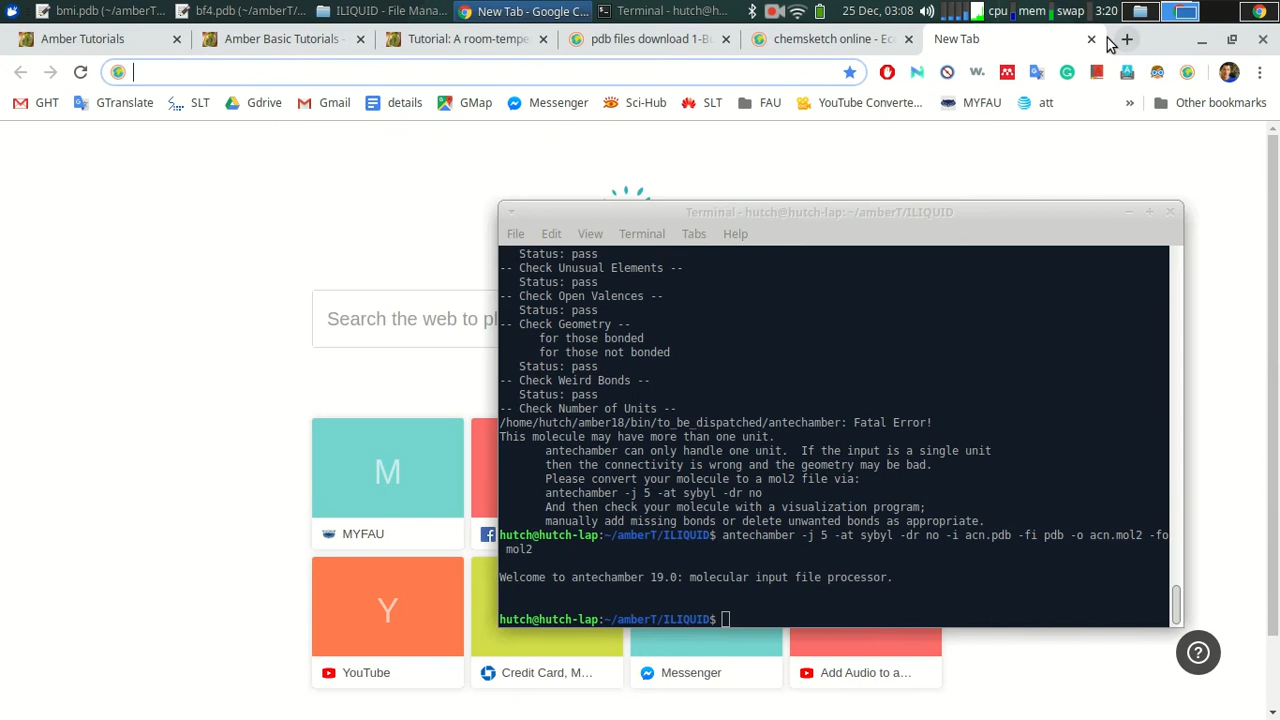 bmi.pdb (~/amberT...
bf4.pdb (~/amberT/...
ILIQUID - File Mana...
New Tab - Google C...
Terminal - hutch@h...
25 Dec, 03:08
cpu
mem
swap
3:20
Amber Tutorials
Amber Force Tutorials -
Tutorial: A room-tempe
pdb files download 1-Bu
chemsketch online - Eco
New Tab
GHT
GTranslate
SLT
Gdrive
Gmail
details
GMap
Messenger
Sci-Hub
SLT
FAU
YouTube Converte...
MYFAU
att
»
Other bookmarks
Search the web to pl
Terminal - hutch@hutch-lap: ~/amberT/ILIQUID
File Edit View Terminal Tabs Help
Status: pass
-- Check Unusual Elements --
Status: pass
-- Check Open Valences --
Status: pass
-- Check Geometry --
for those bonded
for those not bonded
Status: pass
-- Check Weird Bonds --
Status: pass
-- Check Number of Units --
/home/hutch/amber18/bin/to_be_dispatched/antechamber: Fatal Error!
This molecule may have more than one unit.
antechamber can only handle one unit. If the input is a single unit
then the connectivity is wrong and the geometry may be bad.
Please convert your molecule to a mol2 file via:
antechamber -j 5 -at sybyl -dr no
And then check your molecule with a visualization program;
manually add missing bonds or delete unwanted bonds as appropriate.
hutch@hutch-lap:~/amberT/ILIQUID$ antechamber -j 5 -at sybyl -dr no -i acn.pdb -fi pdb -o acn.mol2 -fo
mol2
Welcome to antechamber 19.0: molecular input file processor.
hutch@hutch-lap:~/amberT/ILIQUID$
M
MYFAU
Y
YouTube
Credit Card, M...
Messenger
Add Audio to a...